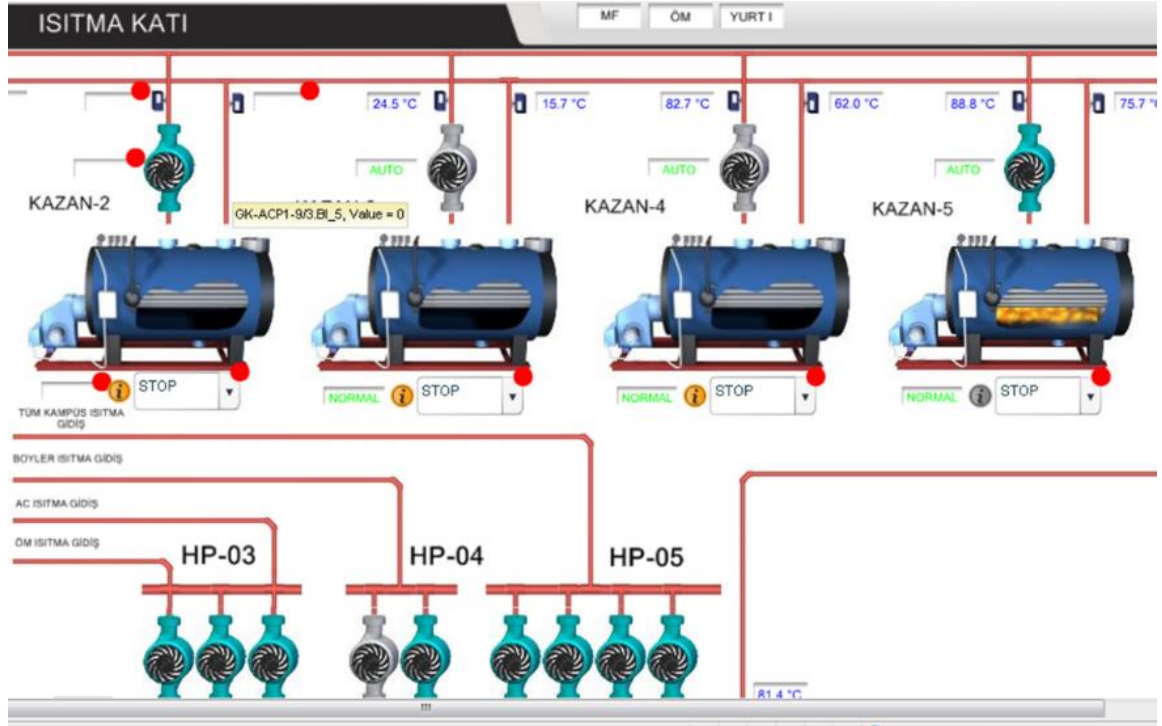 ISITMA KATI
MF
ÖM
YURT I
24.5 °C
15.7 °C
82.7 °C
62.0 °C
88.8 °C
75.7 °
AUTO
AUTO
AUTO
KAZAN-2
KAZAN-4
KAZAN-5
GK-ACP1-9/3.BI_5, Value = 0
STOP
NORMAL
STOP
NORMAL
STOP
NORMAL
STOP
TÜM KAMPÜS ISITMA
GİDİŞ
BOYLER ISITMA GİDİŞ
AC ISITMA GİDİŞ
ÖM ISITMA GİDİŞ
HP-03
HP-04
HP-05
81.4 °C